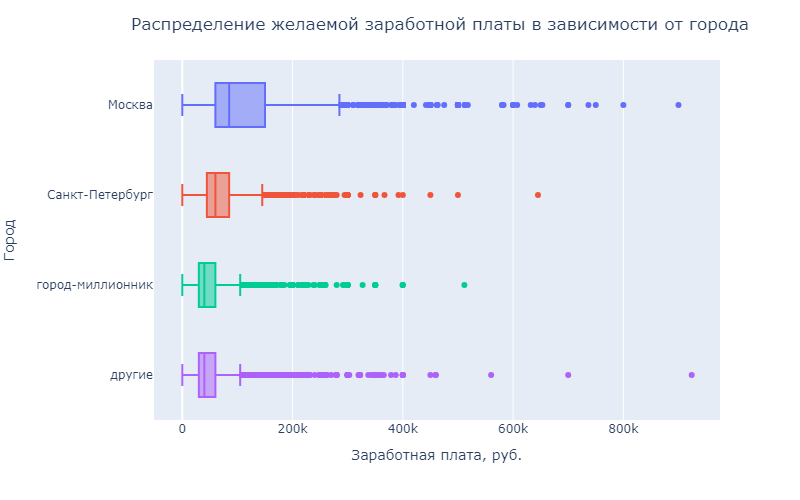 Распределение желаемой заработной платы в зависимости от города
Москва
Санкт-Петербург
город-миллионник
другие
Город
0 200k 400k 600k 800k
Заработная плата, руб.